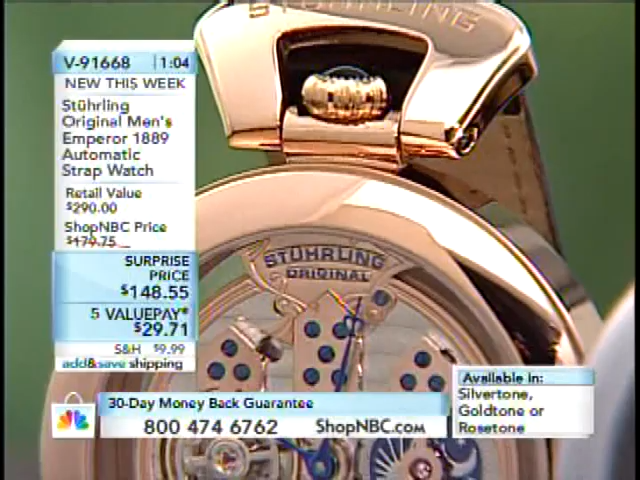 STÜHRLING
V-91668 1:04
NEW THIS WEEK
Stührling
Original Men's
Emperor 1889
Automatic
Strap Watch
Retail Value
$290.00
ShopNBC Price
$179.75
SURPRISE
PRICE
$148.55
5 VALUEPAY®
$29.71
S&H $9.99
add&save shipping
STÜHRLING
ORIGINAL
Available in:
Silvertone,
Goldtone or
Rosetone
30-Day Money Back Guarantee
800 474 6762 ShopNBC.com